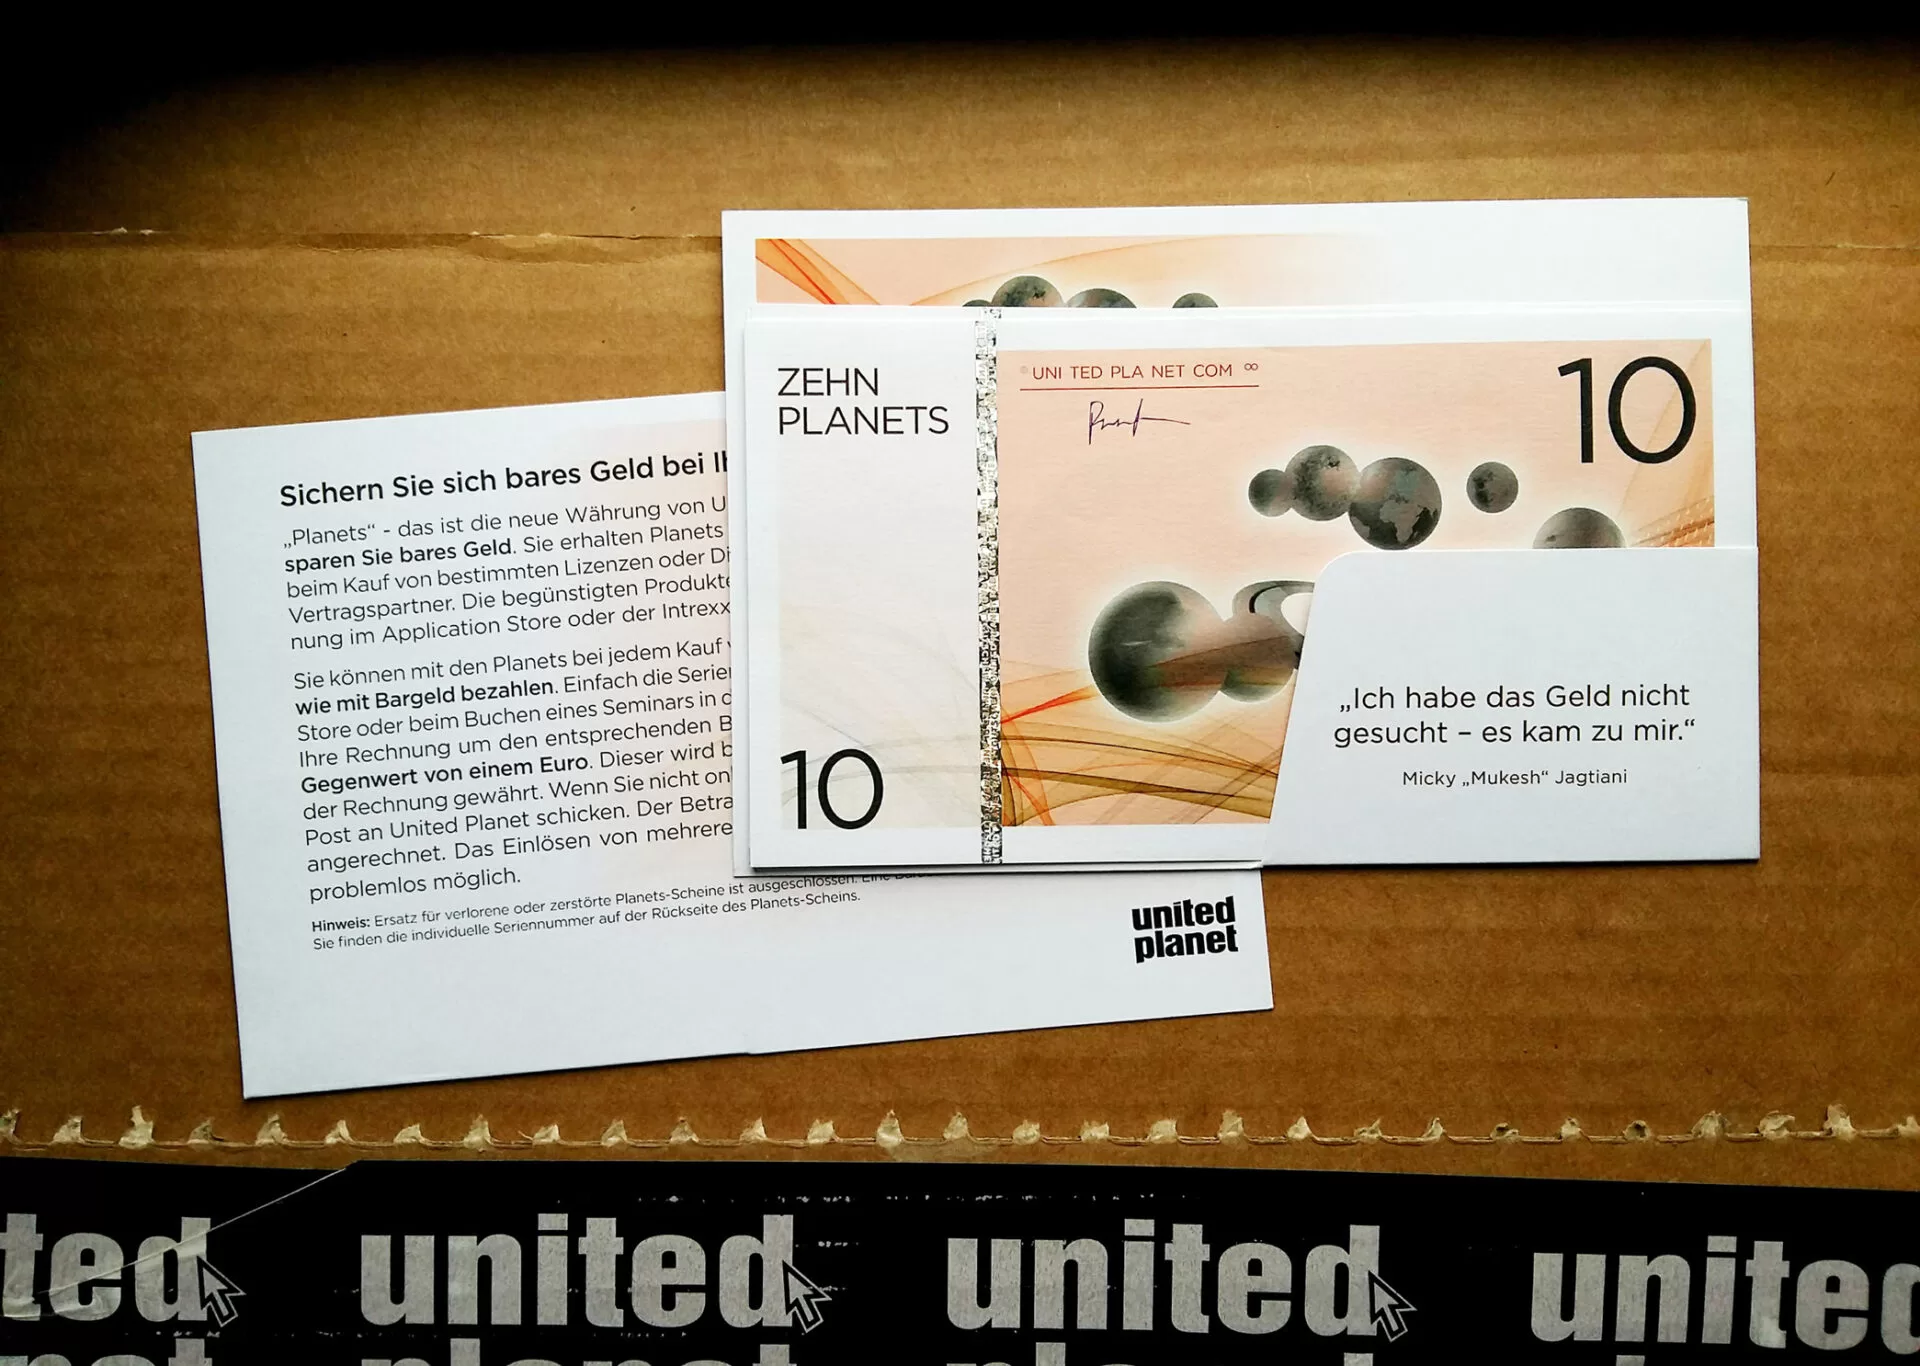 Sichern Sie sich bares Geld bei
„Planets“ - das ist die neue Währung von
sparen Sie bares Geld. Sie erhalten Planets
beim Kauf von bestimmten Lizenzen oder
Vertragspartner. Die begünstigten Produkte
nung im Application Store oder der Intrexx
Sie können mit den Planets bei jedem Kauf
wie mit Bargeld bezahlen. Einfach die
Store oder beim Buchen eines Seminars in
Ihre Rechnung um den entsprechenden
Gegenwert von einem Euro. Dieser wird
der Rechnung gewährt. Wenn Sie nicht
Post an United Planet schicken. Der
angerechnet. Das Einlösen von mehrere
problemlos möglich.
Hinweis: Ersatz für verlorene oder zerstörte Planets-Scheine ist ausgeschlossen. Eine
Sie finden die individuelle Seriennummer auf der Rückseite des Planets-Scheins.
united
planet
ZEHN
PLANETS
10
UNI TED PLA NET COM ∞
10
„Ich habe das Geld nicht
gesucht – es kam zu mir.“
Micky „Mukesh“ Jagtiani
ted united united united